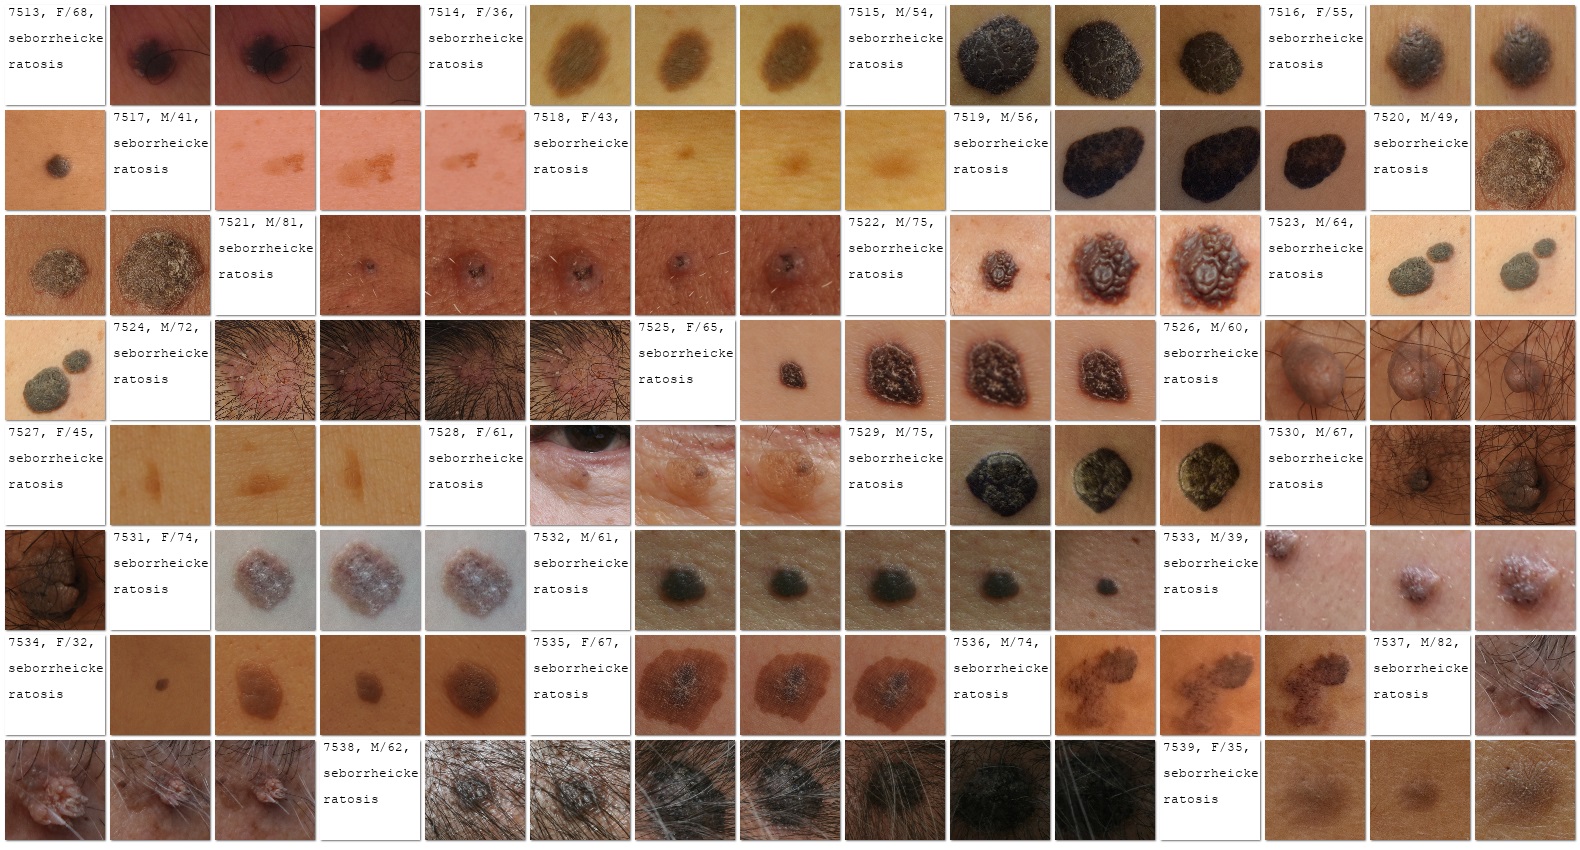 7513, F/68,
seborrheicke
ratosis
7514, F/36,
seborrheicke
ratosis
7515, M/54,
seborrheicke
ratosis
7516, F/55,
seborrheicke
ratosis
7517, M/41,
seborrheicke
ratosis
7518, F/43,
seborrheicke
ratosis
7519, M/56,
seborrheicke
ratosis
7520, M/49,
seborrheicke
ratosis
7521, M/81,
seborrheicke
ratosis
7522, M/75,
seborrheicke
ratosis
7523, M/64,
seborrheicke
ratosis
7524, M/72,
seborrheicke
ratosis
7525, F/65,
seborrheicke
ratosis
7526, M/60,
seborrheicke
ratosis
7527, F/45,
seborrheicke
ratosis
7528, F/61,
seborrheicke
ratosis
7529, M/75,
seborrheicke
ratosis
7530, M/67,
seborrheicke
ratosis
7531, F/74,
seborrheicke
ratosis
7532, M/61,
seborrheicke
ratosis
7533, M/39,
seborrheicke
ratosis
7534, F/32,
seborrheicke
ratosis
7535, F/67,
seborrheicke
ratosis
7536, M/74,
seborrheicke
ratosis
7537, M/82,
seborrheicke
ratosis
7538, M/62,
seborrheicke
ratosis
7539, F/35,
seborrheicke
ratosis